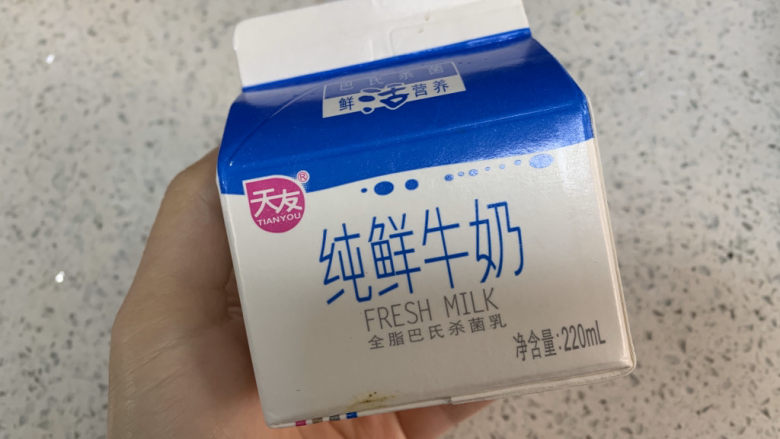 巴氏杀菌
鲜活营养
天友®
TIANYOU
纯鲜牛奶
FRESH MILK
全脂巴氏杀菌乳
净含量:220mL